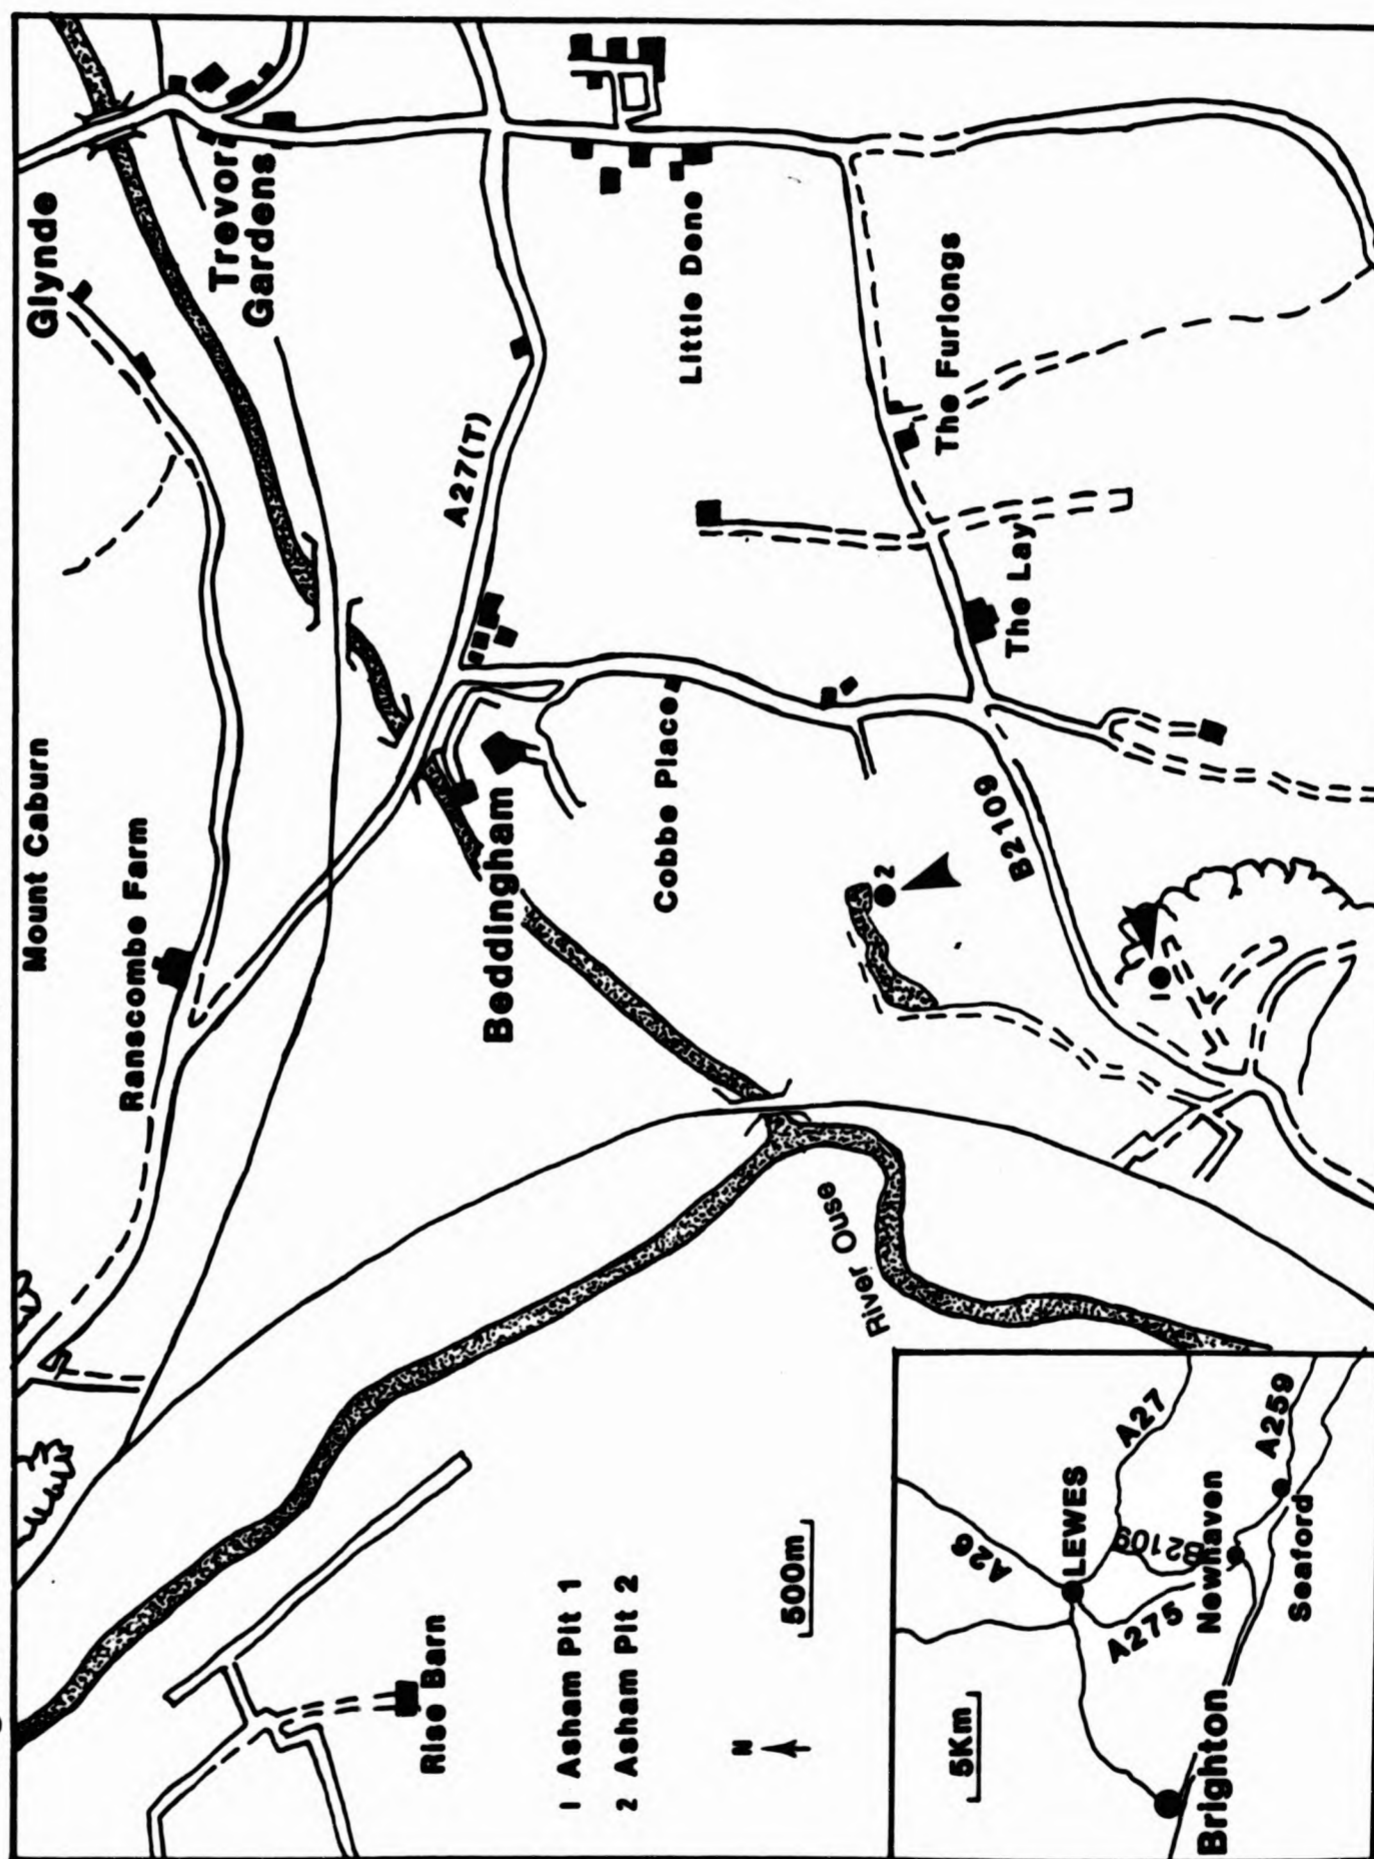 Mount Caburn
Glynde
Ranscombe Farm
Trevor
Gardens
A27(T)
Beddingham
Rise Barn
Cobbe Place
Little Dene
1 Asham Pit 1
2 Asham Pit 2
N
500m
River Ouse
2
B2109
The Furlongs
The Lay
1
5Km
A26
LEWES
A27
B2109
A275
Newhaven
A259
Brighton
Seaford